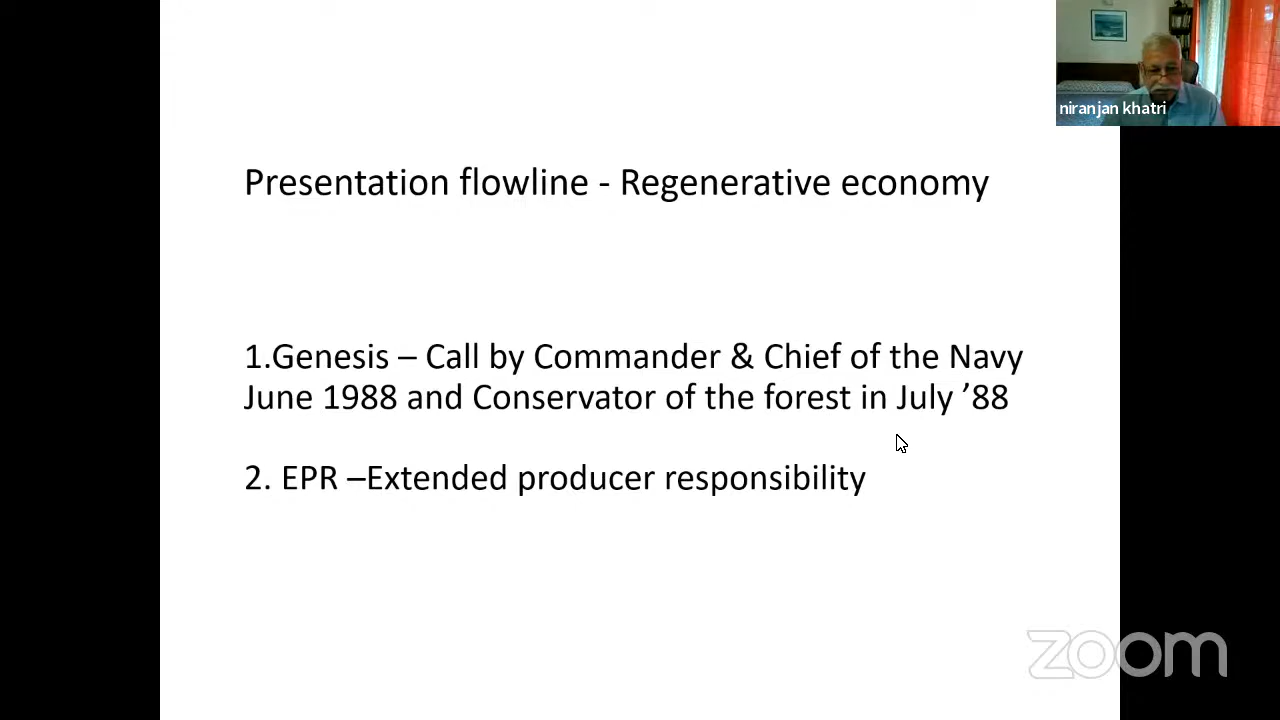 niranjan khatri
Presentation flowline - Regenerative economy
1.Genesis – Call by Commander & Chief of the Navy
June 1988 and Conservator of the forest in July ’88
2. EPR –Extended producer responsibility
zoom